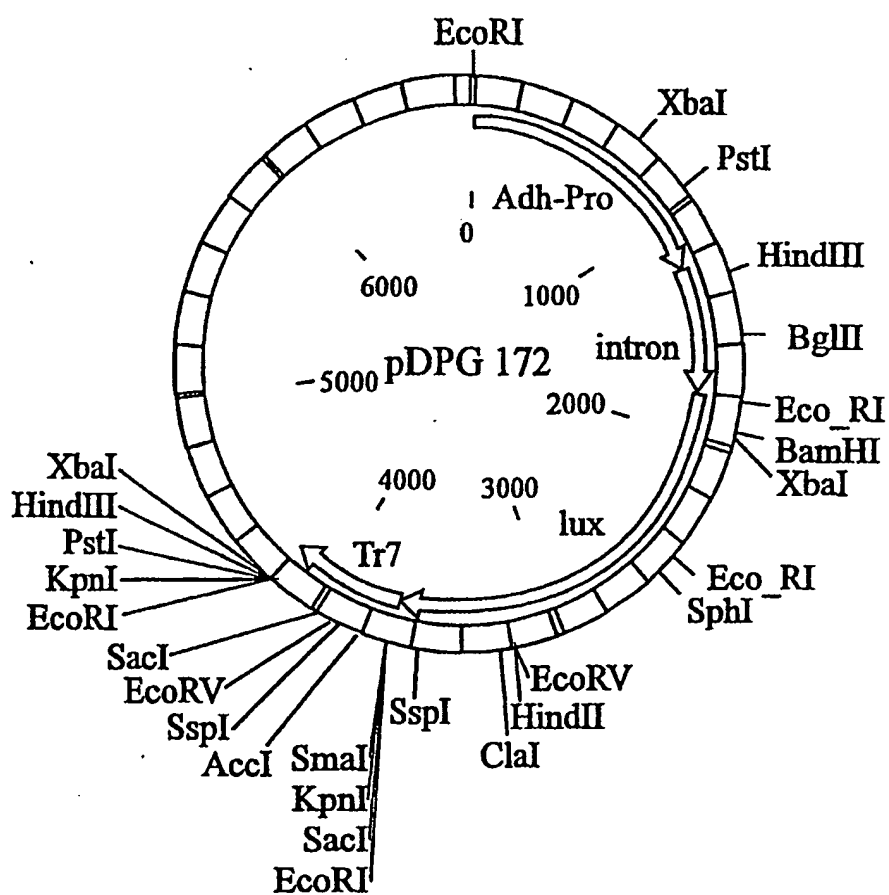 EcoRI
XbaI
PstI
Adh-Pro
0
HindIII
6000
1000
BglII
5000
pDPG 172
intron
2000
Eco_RI
BamHI
XbaI
XbaI
HindIII
PstI
KpnI
EcoRI
4000
3000
lux
Tr7
Eco_RI
SphI
SacI
EcoRV
SspI
AccI
SspI
EcoRV
HindII
ClaI
SmaI
KpnI
SacI
EcoRI